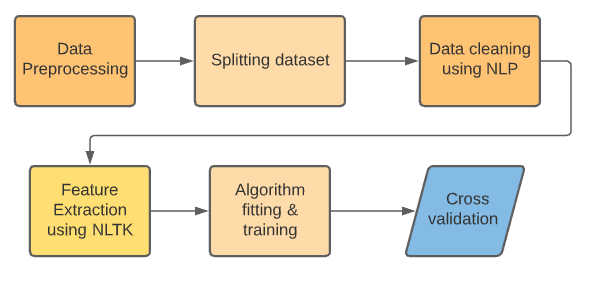 Data
Preprocessing
Splitting dataset
Data cleaning
using NLP
Feature
Extraction
using NLTK
Algorithm
fitting &
training
Cross
validation